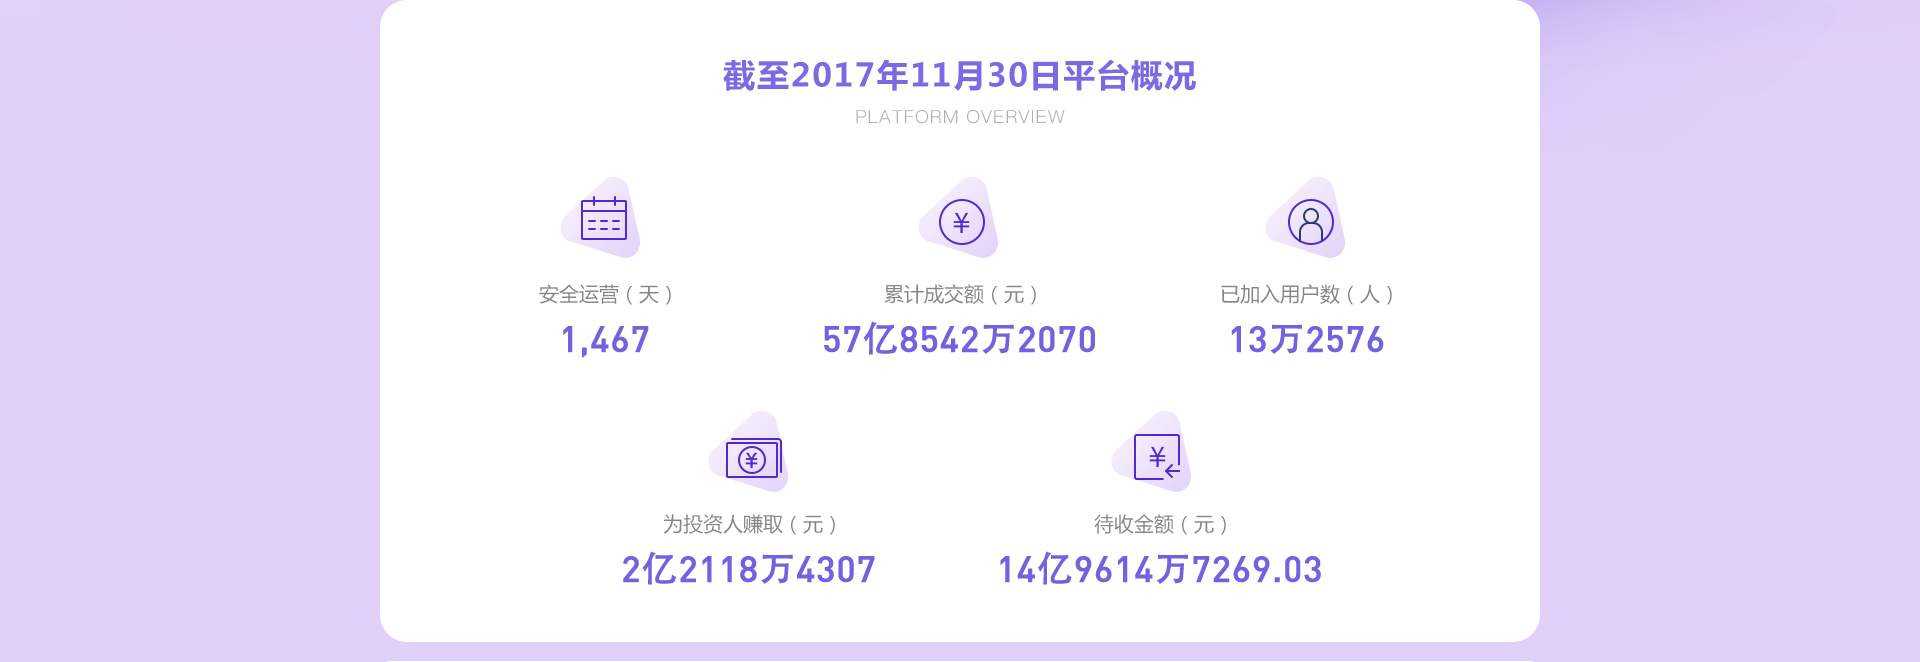 截至2017年11月30日平台概况
PLATFORM OVERVIEW
安全运营（天）
1,467
累计成交额（元）
57亿8542万2070
已加入用户数（人）
13万2576
为投资人赚取（元）
2亿2118万4307
待收金额（元）
14亿9614万7269.03